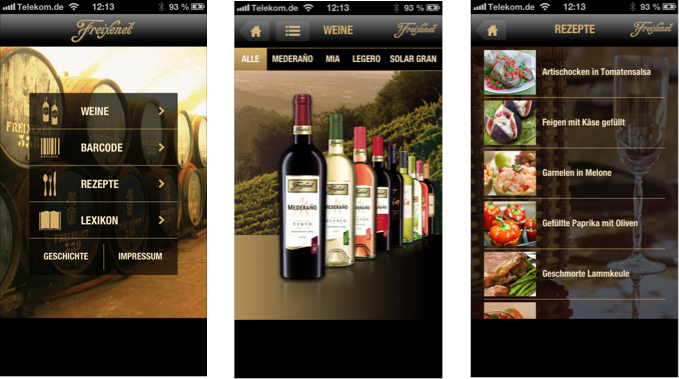 Telekom.de 12:13 93 %
Freixenet
WEINE
BARCODE
REZEPTE
LEXIKON
GESCHICHTE IMPRESSUM
Telekom.de 12:13 93 %
WEINE Freixenet
ALLE MEDERAÑO MIA LEGERO SOLAR GRAN
Freixenet
MEDERAÑO
TINTO
Telekom.de 12:13 93 %
REZEPTE Freixenet
Artischocken in Tomatensalsa
Feigen mit Käse gefüllt
Garnelen in Melone
Gefüllte Paprika mit Oliven
Geschmorte Lammkeule